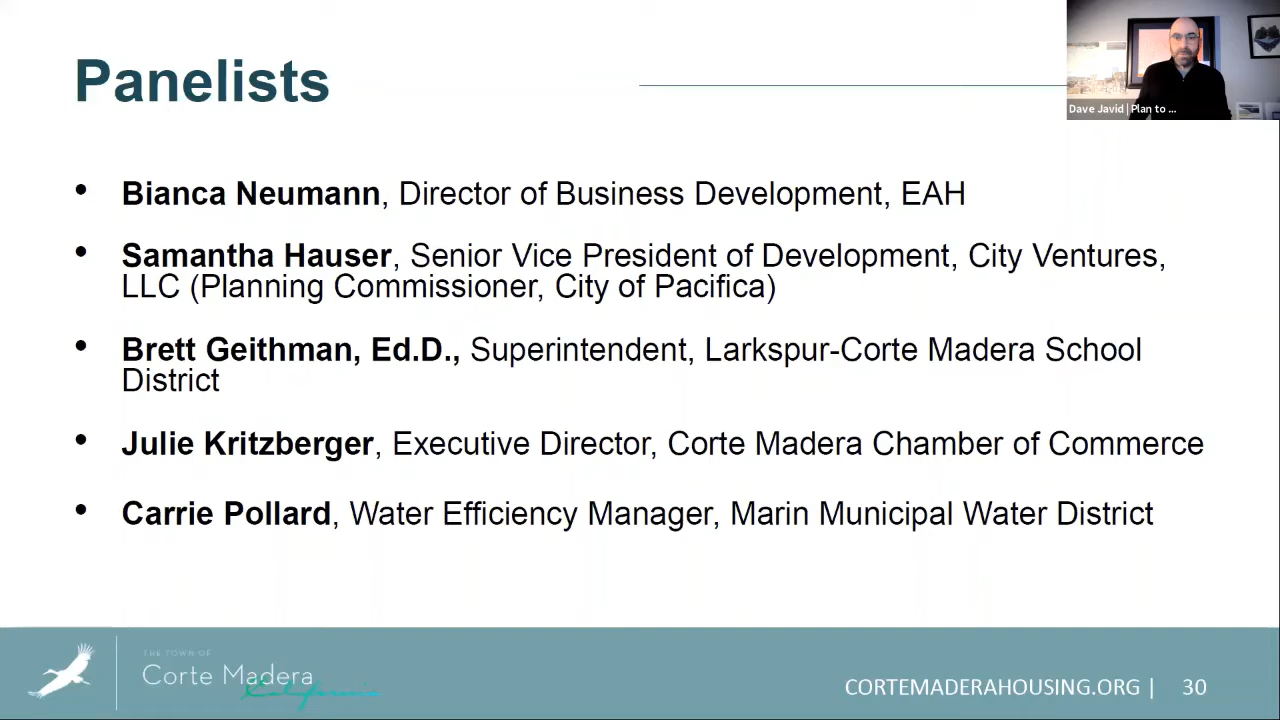 Panelists
Dave Javid | Plan to ...
• Bianca Neumann, Director of Business Development, EAH
• Samantha Hauser, Senior Vice President of Development, City Ventures,
LLC (Planning Commissioner, City of Pacifica)
• Brett Geithman, Ed.D., Superintendent, Larkspur-Corte Madera School
District
• Julie Kritzberger, Executive Director, Corte Madera Chamber of Commerce
• Carrie Pollard, Water Efficiency Manager, Marin Municipal Water District
THE TOWN OF
Corte Madera
California
CORTEMADERAHOUSING.ORG | 30